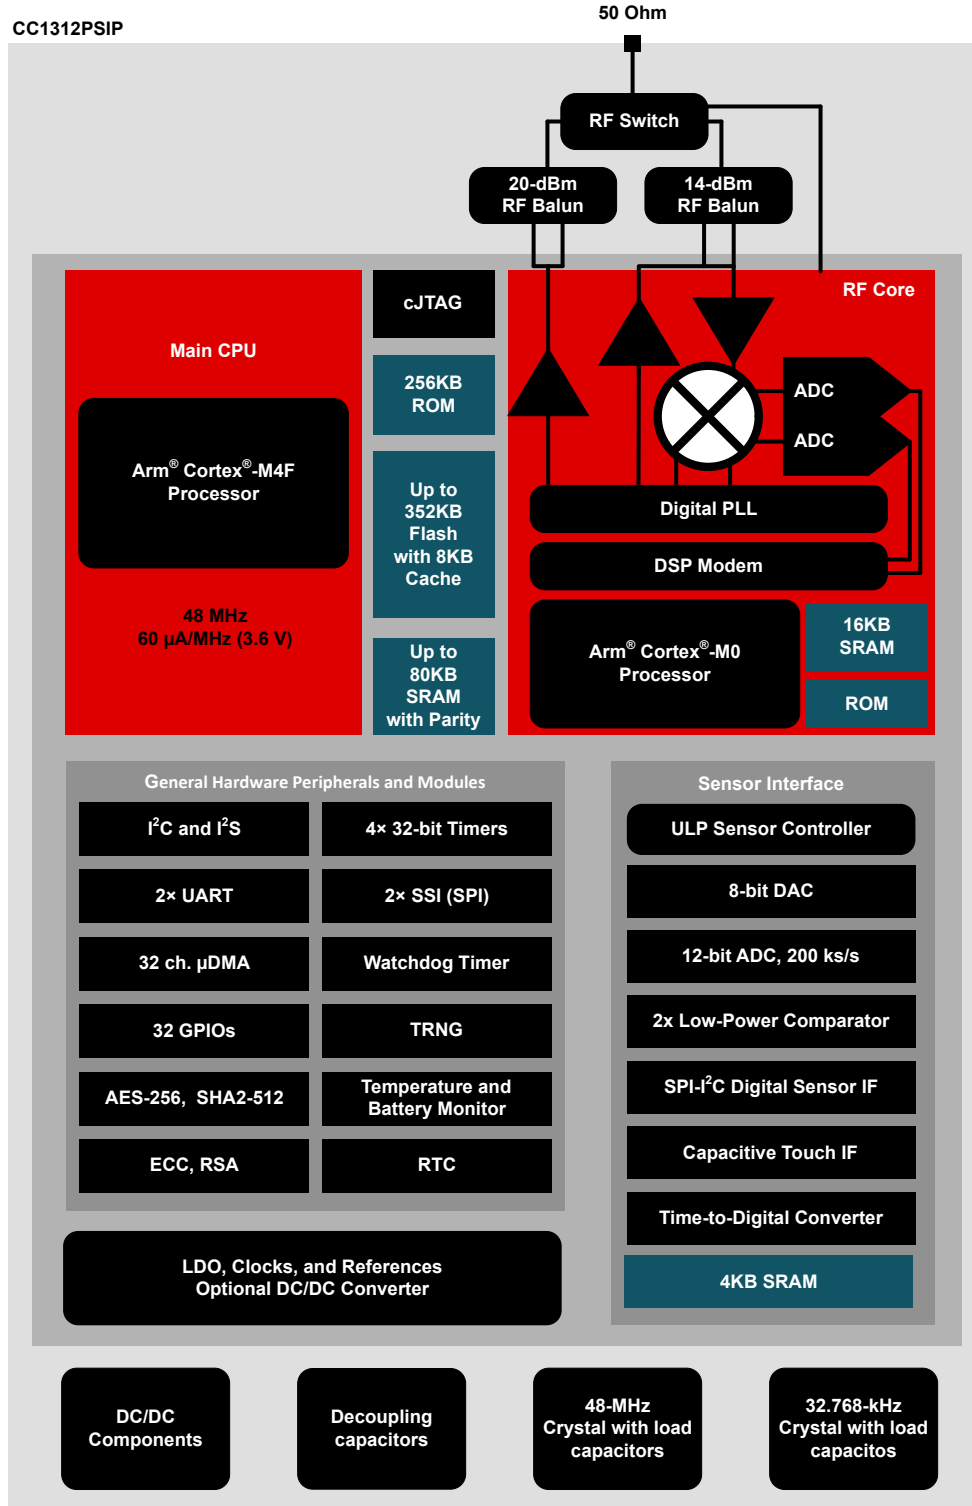 50 Ohm
CC1312PSIP
RF Switch
20-dBm
RF Balun
14-dBm
RF Balun
Main CPU
Arm® Cortex®-M4F
Processor
48 MHz
60 µA/MHz (3.6 V)
cJTAG
256KB
ROM
Up to
352KB
Flash
with 8KB
Cache
Up to
80KB
SRAM
with Parity
RF Core
ADC
ADC
Digital PLL
DSP Modem
Arm® Cortex®-M0
Processor
16KB
SRAM
ROM
General Hardware Peripherals and Modules
I²C and I²S
4× 32-bit Timers
2× UART
2× SSI (SPI)
32 ch. µDMA
Watchdog Timer
32 GPIOs
TRNG
AES-256, SHA2-512
Temperature and
Battery Monitor
ECC, RSA
RTC
LDO, Clocks, and References
Optional DC/DC Converter
Sensor Interface
ULP Sensor Controller
8-bit DAC
12-bit ADC, 200 ks/s
2x Low-Power Comparator
SPI-I²C Digital Sensor IF
Capacitive Touch IF
Time-to-Digital Converter
4KB SRAM
DC/DC
Components
Decoupling
capacitors
48-MHz
Crystal with load
capacitors
32.768-kHz
Crystal with load
capacitos